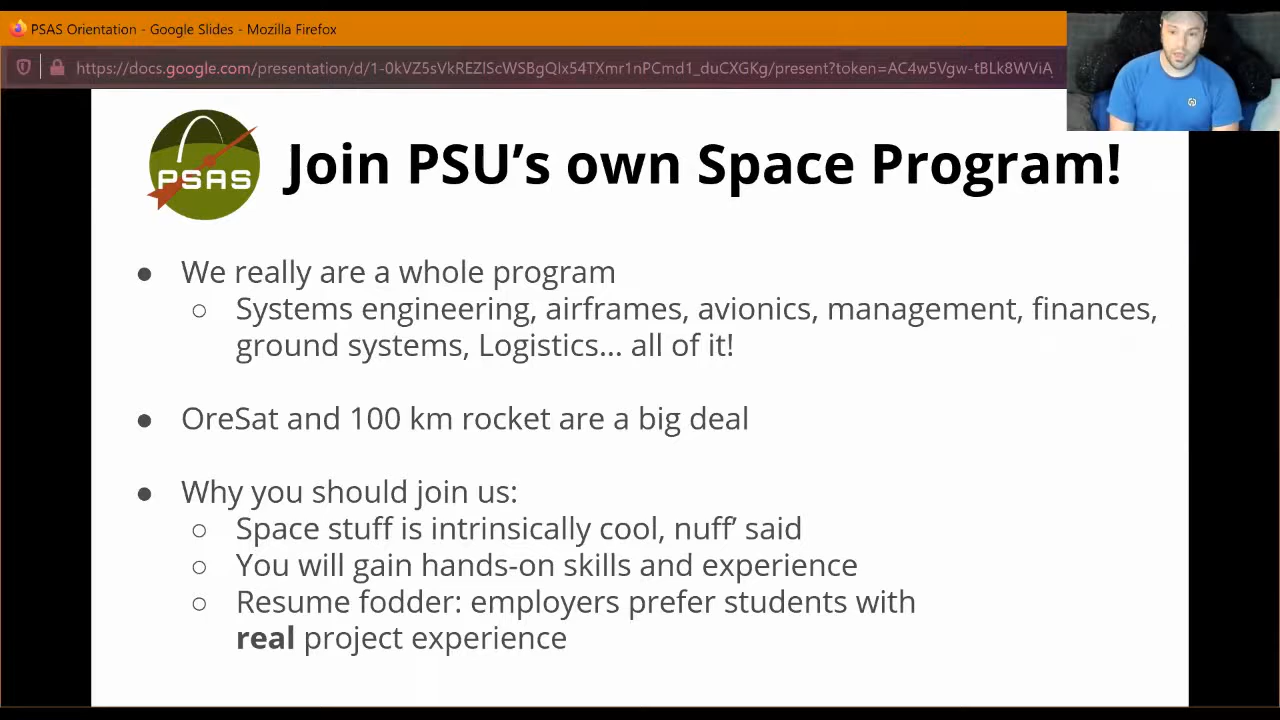 PSAS Orientation - Google Slides - Mozilla Firefox
https://docs.google.com/presentation/d/1-0kVZ5sVkREZIScWSBgQIx54TXmr1nPCmd1_duCXGKg/present?token=AC4w5Vgw-tBLk8WViA
PSAS
Join PSU's own Space Program!
● We really are a whole program
○ Systems engineering, airframes, avionics, management, finances,
ground systems, Logistics... all of it!
● OreSat and 100 km rocket are a big deal
● Why you should join us:
○ Space stuff is intrinsically cool, nuff' said
○ You will gain hands-on skills and experience
○ Resume fodder: employers prefer students with
real project experience